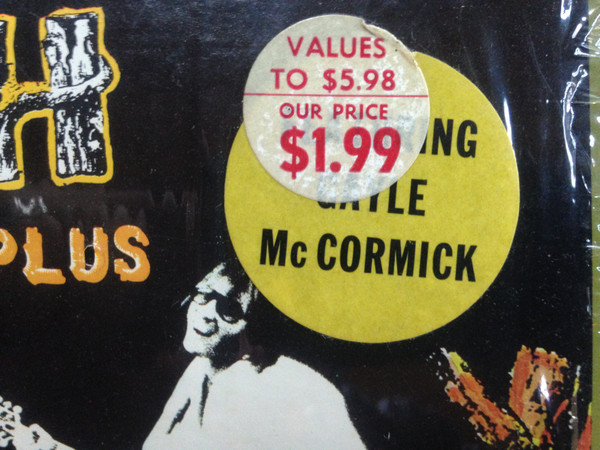 H
PLUS
VALUES
TO $5.98
OUR PRICE
$1.99
ING
GAYLE
Mc CORMICK